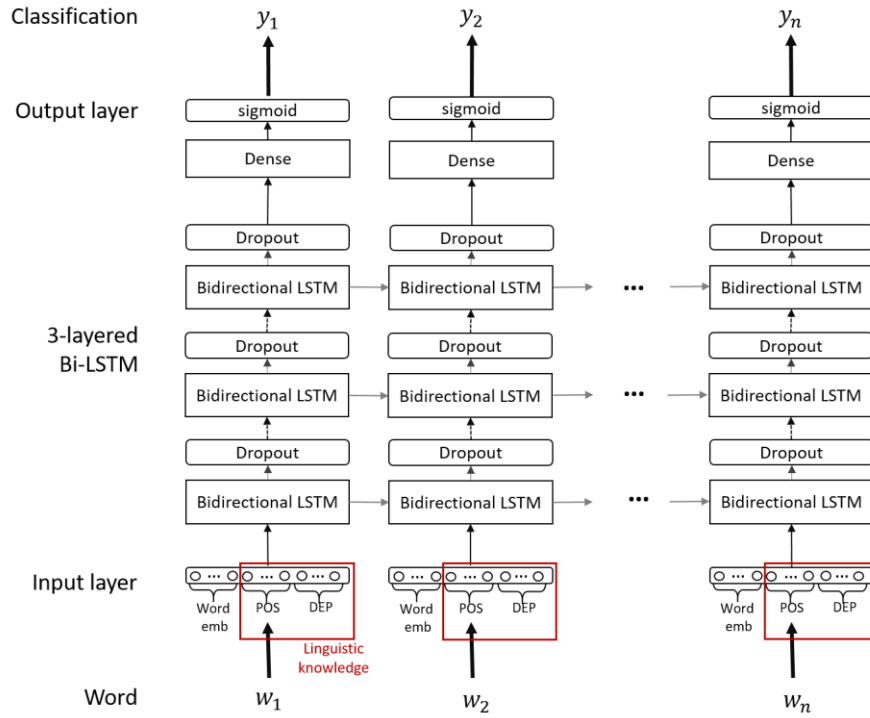 Classification y₁ y₂ yₙ
Output layer sigmoid sigmoid sigmoid
Dense Dense Dense
Dropout Dropout Dropout
Bidirectional LSTM Bidirectional LSTM ... Bidirectional LSTM
3-layered Dropout Dropout Dropout
Bi-LSTM
Bidirectional LSTM Bidirectional LSTM ... Bidirectional LSTM
Dropout Dropout Dropout
Bidirectional LSTM Bidirectional LSTM ... Bidirectional LSTM
Input layer ... ... ... ... ... ... ... ... ...
Word POS DEP Word POS DEP Word POS DEP
emb emb emb
Linguistic
knowledge
Word w₁ w₂ wₙ